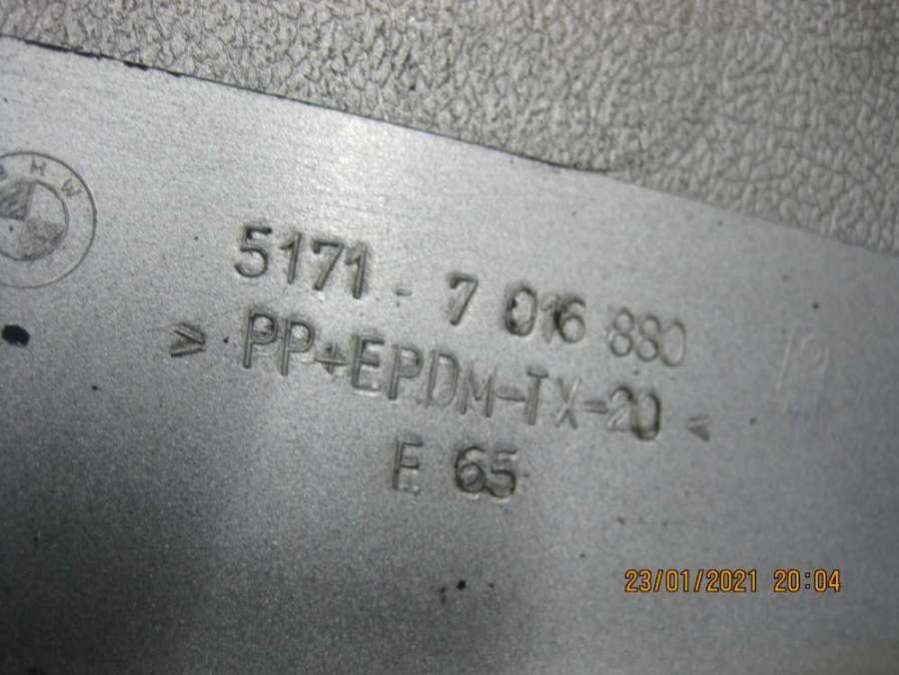 BMW
5171 - 7 016 880
> PP+EPDM-TX-20 <
E 65
23/01/2021 20:04